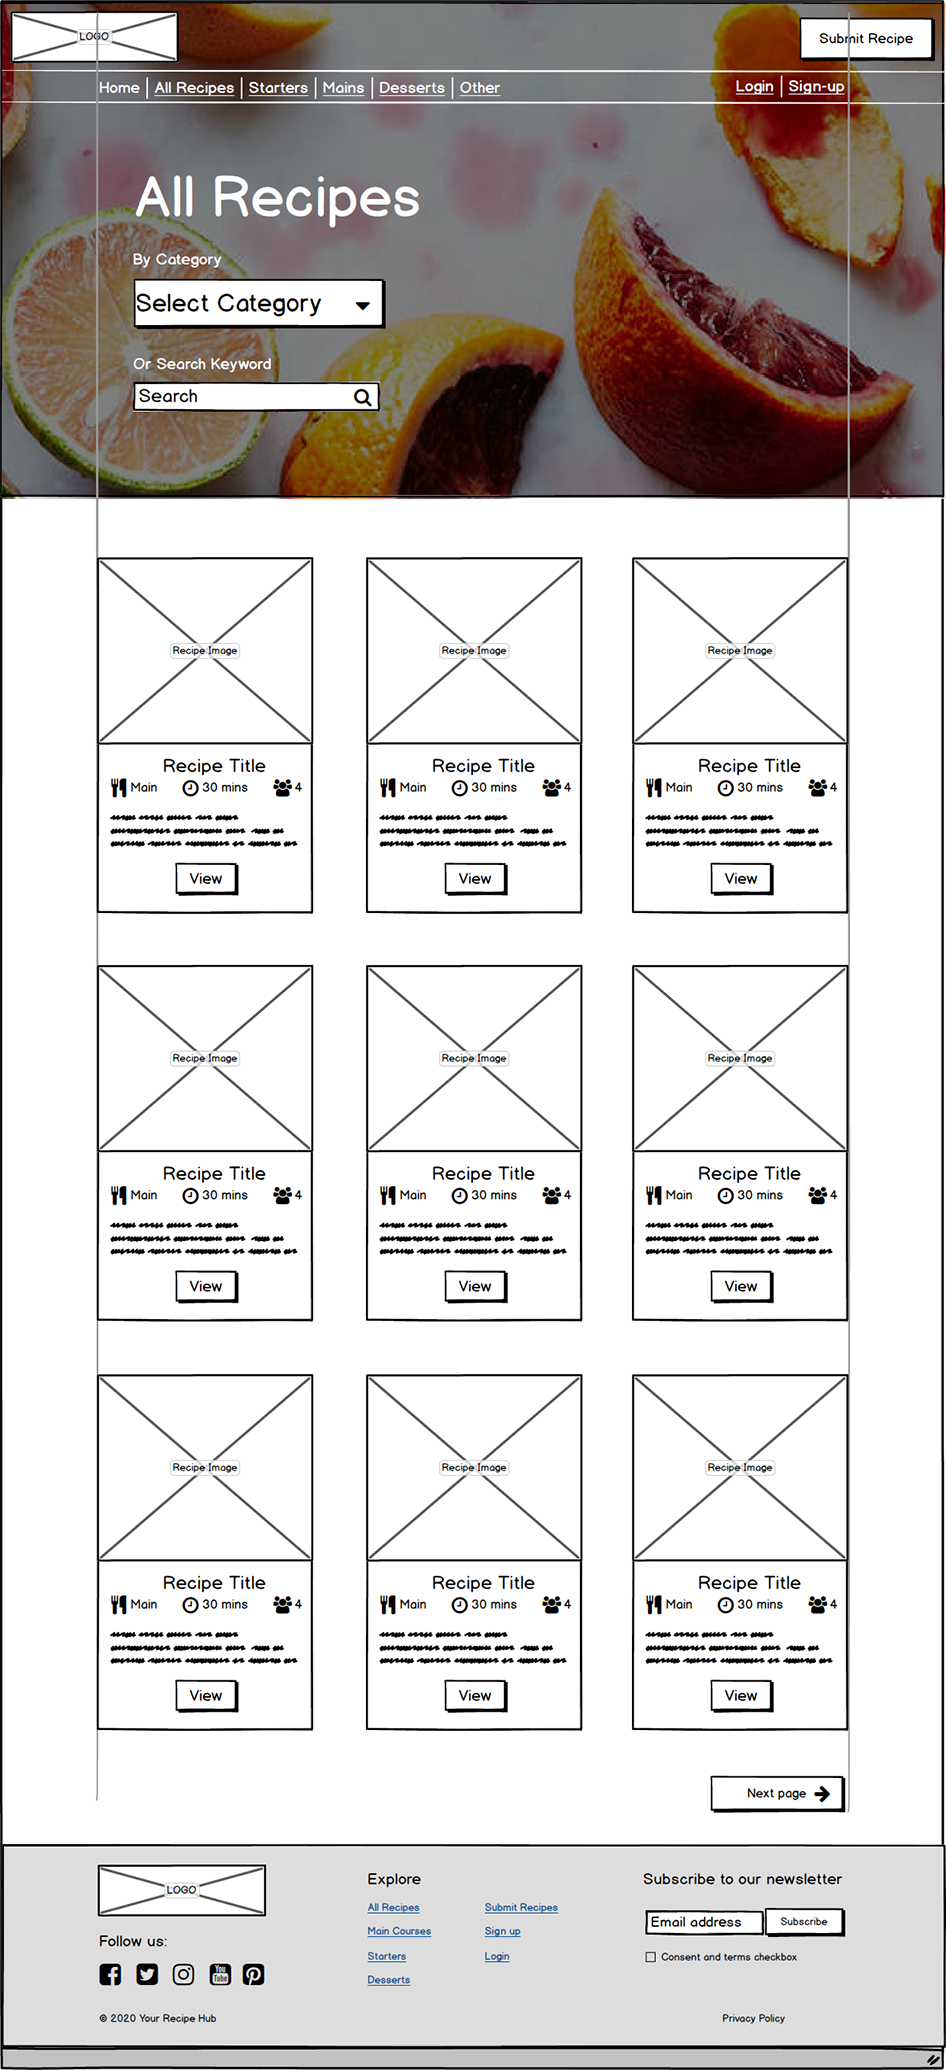 LOGO
Submit Recipe
Home All Recipes Starters Mains Desserts Other Login Sign-up
All Recipes
By Category
Select Category
Or Search Keyword
Search
Recipe Image Recipe Image Recipe Image
Recipe Title Recipe Title Recipe Title
Main 30 mins 4 Main 30 mins 4 Main 30 mins 4
View View View
Recipe Image Recipe Image Recipe Image
Recipe Title Recipe Title Recipe Title
Main 30 mins 4 Main 30 mins 4 Main 30 mins 4
View View View
Recipe Image Recipe Image Recipe Image
Recipe Title Recipe Title Recipe Title
Main 30 mins 4 Main 30 mins 4 Main 30 mins 4
View View View
Next page
LOGO
Follow us:
You
Tube
© 2020 Your Recipe Hub
Explore
All Recipes
Main Courses
Starters
Desserts
Submit Recipes
Sign up
Login
Subscribe to our newsletter
Email address Subscribe
Consent and terms checkbox
Privacy Policy